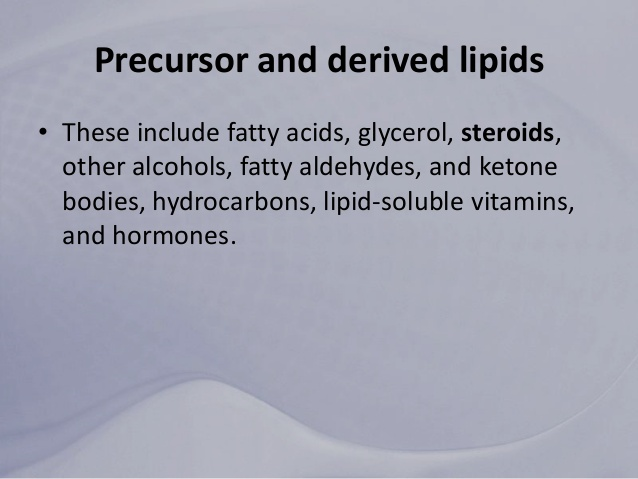 Precursor and derived lipids
• These include fatty acids, glycerol, steroids,
other alcohols, fatty aldehydes, and ketone
bodies, hydrocarbons, lipid-soluble vitamins,
and hormones.